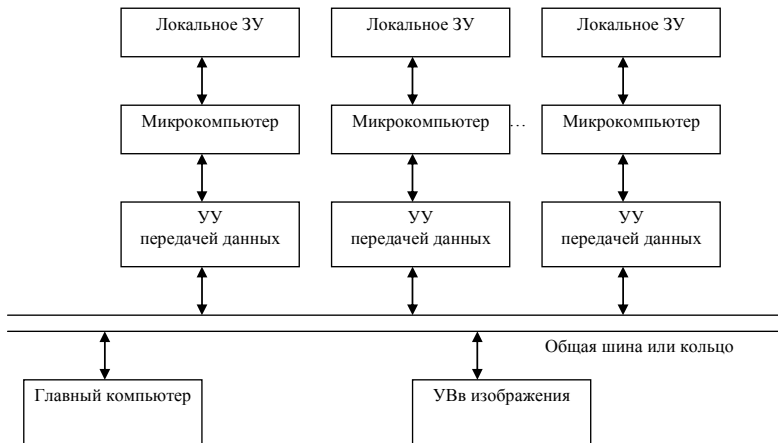 Локальное ЗУ
Локальное ЗУ
Локальное ЗУ
Микрокомпьютер
Микрокомпьютер
...
Микрокомпьютер
УУ
передачей данных
УУ
передачей данных
УУ
передачей данных
Общая шина или кольцо
Главный компьютер
УВв изображения